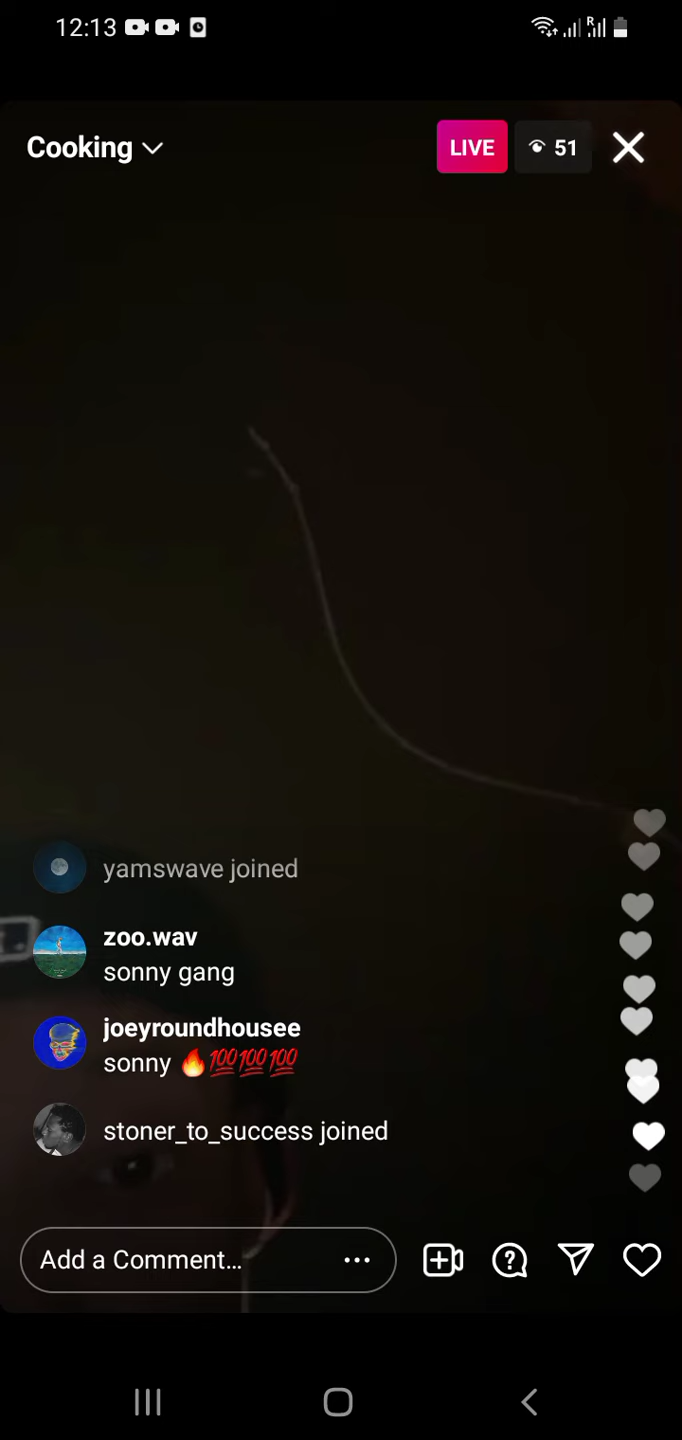 12:13
R
Cooking
LIVE
51
yamswave joined
zoo.wav
sonny gang
joeyroundhousee
sonny 🔥💯💯💯
stoner_to_success joined
Add a Comment...